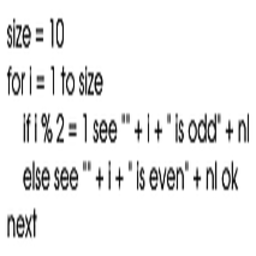 size = 10
for i = 1 to size
if i % 2 = 1 see "" + i + " is odd" + nl
else see "" + i + " is even" + nl ok
next